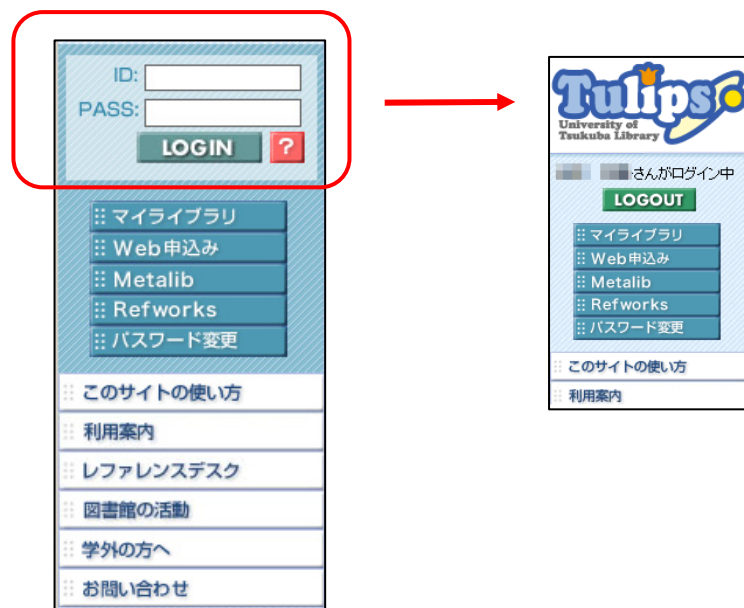 ID:
PASS:
LOGIN ?
マイライブラリ
Web申込み
Metalib
Refworks
パスワード変更
このサイトの使い方
利用案内
レファレンスデスク
図書館の活動
学外の方へ
お問い合わせ
Tulips
University of
Tsukuba Library
さんがログイン中
LOGOUT
マイライブラリ
Web申込み
Metalib
Refworks
パスワード変更
このサイトの使い方
利用案内